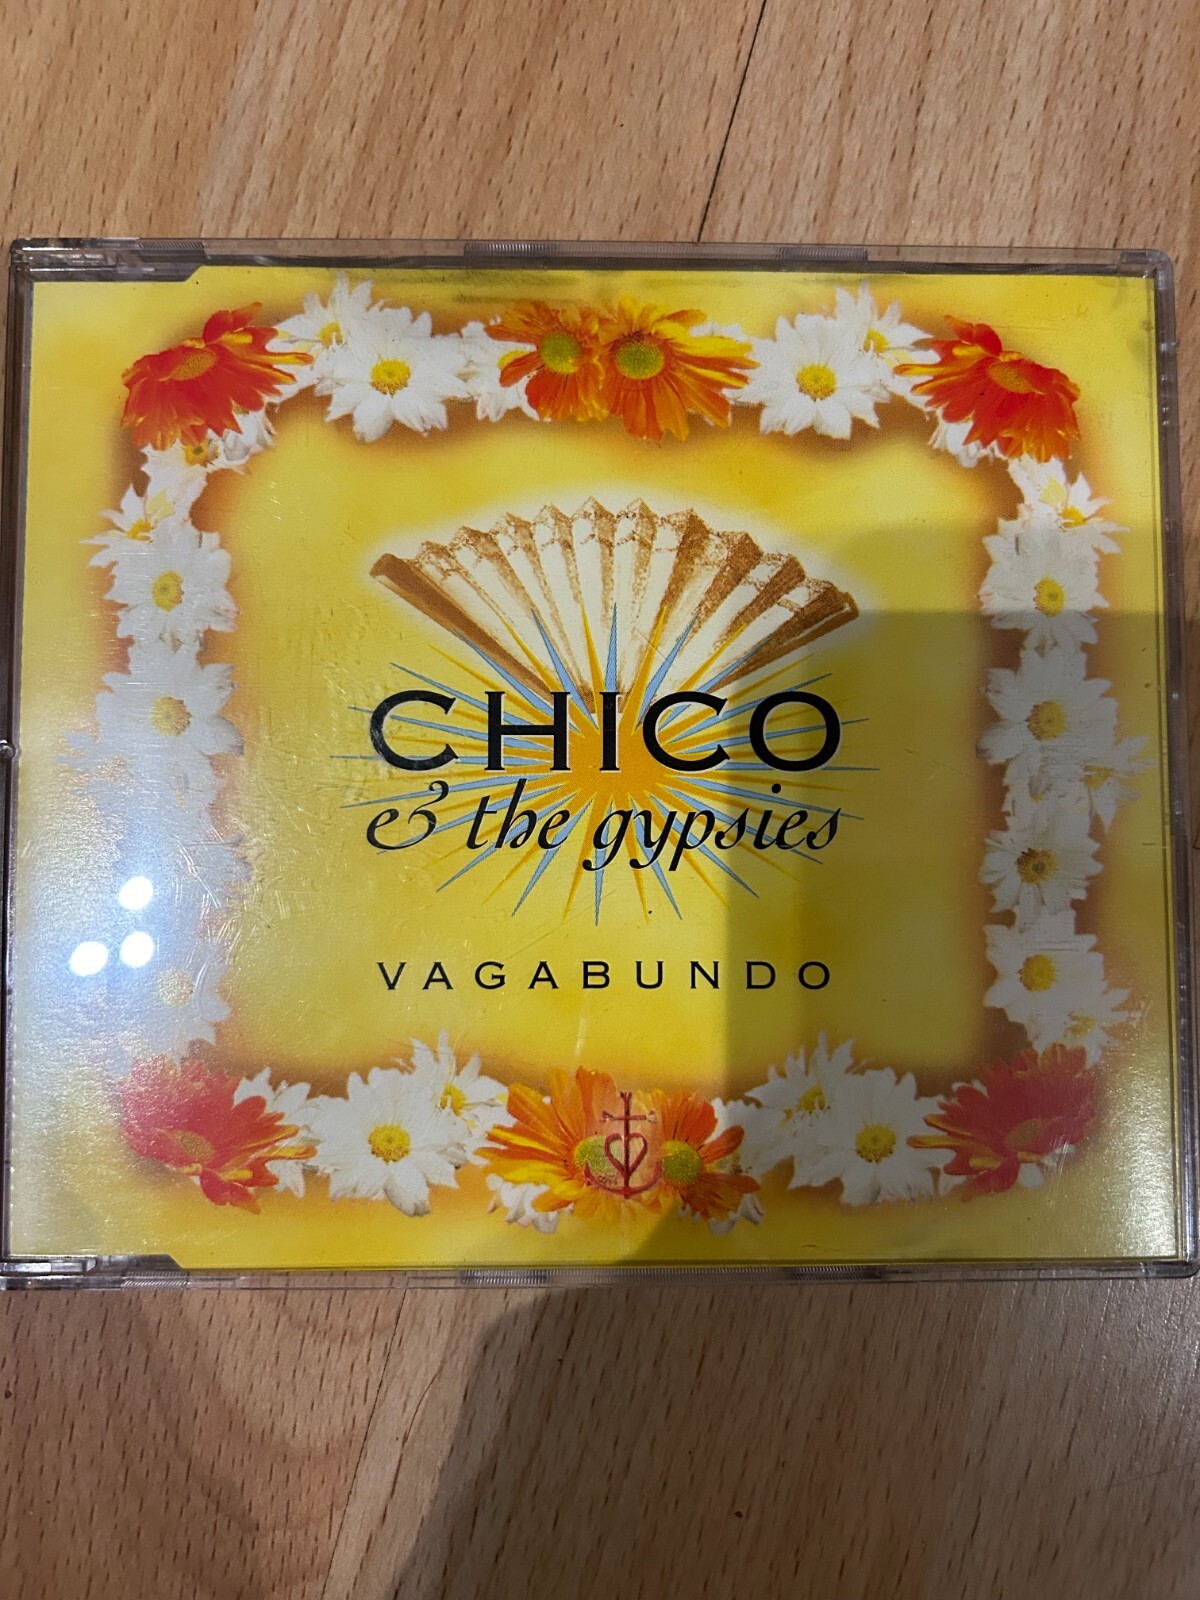 CHICO
& the gypsies
VAGABUNDO